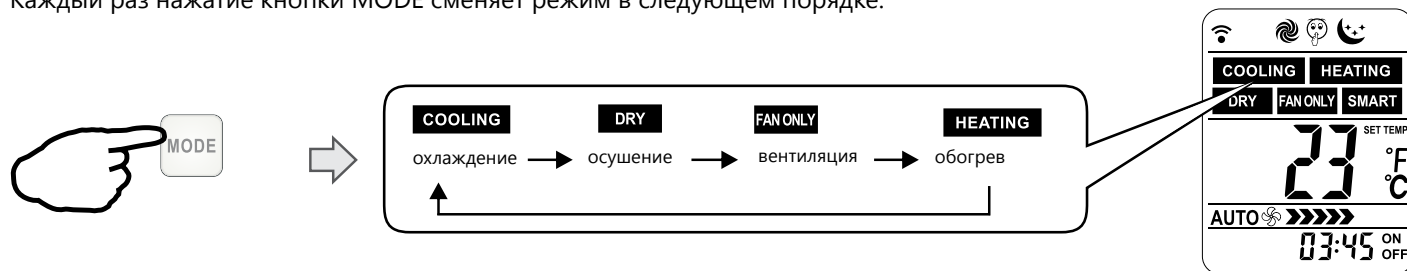 Каждый раз нажатие кнопки MODE сменяет режим в следующем порядке.
MODE
COOLING DRY FAN ONLY HEATING
охлаждение осушение вентиляция обогрев
COOLING HEATING
DRY FAN ONLY SMART
SET TEMP
23 °F
°C
AUTO
03:45 ON
OFF